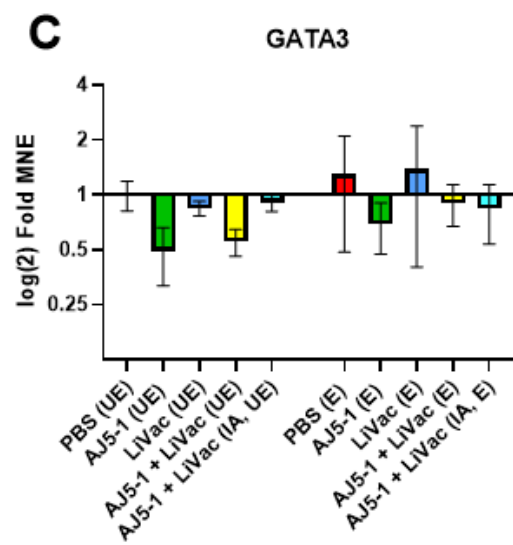 C
GATA3
log(2) Fold MNE
4
2
1
0.5
0.25
PBS (UE)
AJ5-1 (UE)
LiVac (UE)
AJ5-1 + LiVac (UE)
AJ5-1 + LiVac (IA, UE)
PBS (E)
AJ5-1 (E)
LiVac (E)
AJ5-1 + LiVac (E)
AJ5-1 + LiVac (IA, E)